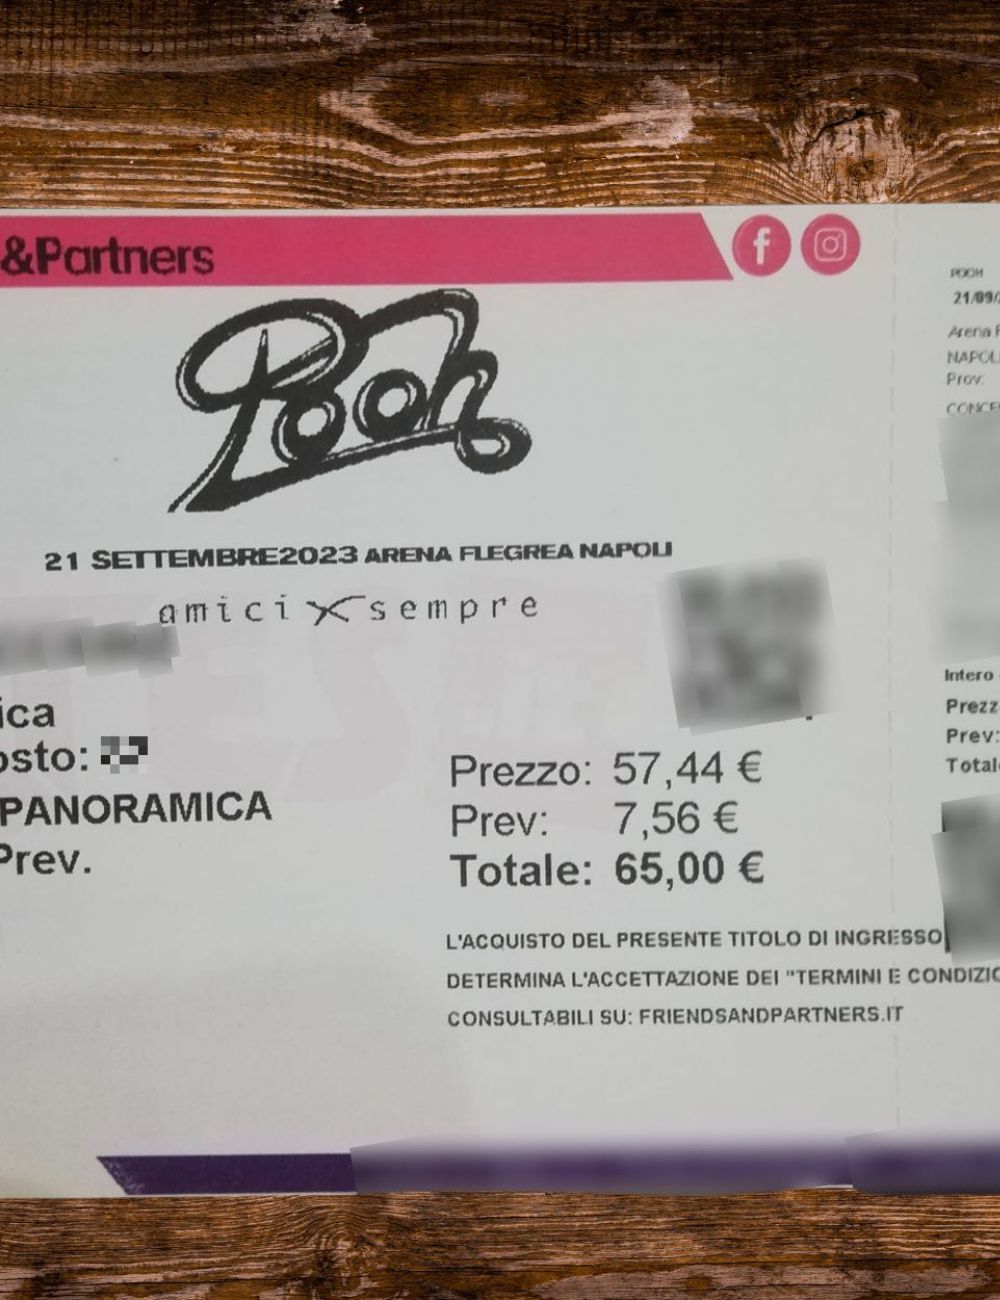 &Partners
Pooh
21 SETTEMBRE2023 ARENA FLEGREA NAPOLI
amici X sempre
ica
osto:
PANORAMICA
Prev.
Prezzo: 57,44 €
Prev: 7,56 €
Totale: 65,00 €
L'ACQUISTO DEL PRESENTE TITOLO DI INGRESSO
DETERMINA L'ACCETTAZIONE DEI "TERMINI E CONDIZIO
CONSULTABILI SU: FRIENDSANDPARTNERS.IT
POOH
21/09/
Arena F
NAPOLI
Prov:
CONCE
Intero
Prezz
Prev:
Total